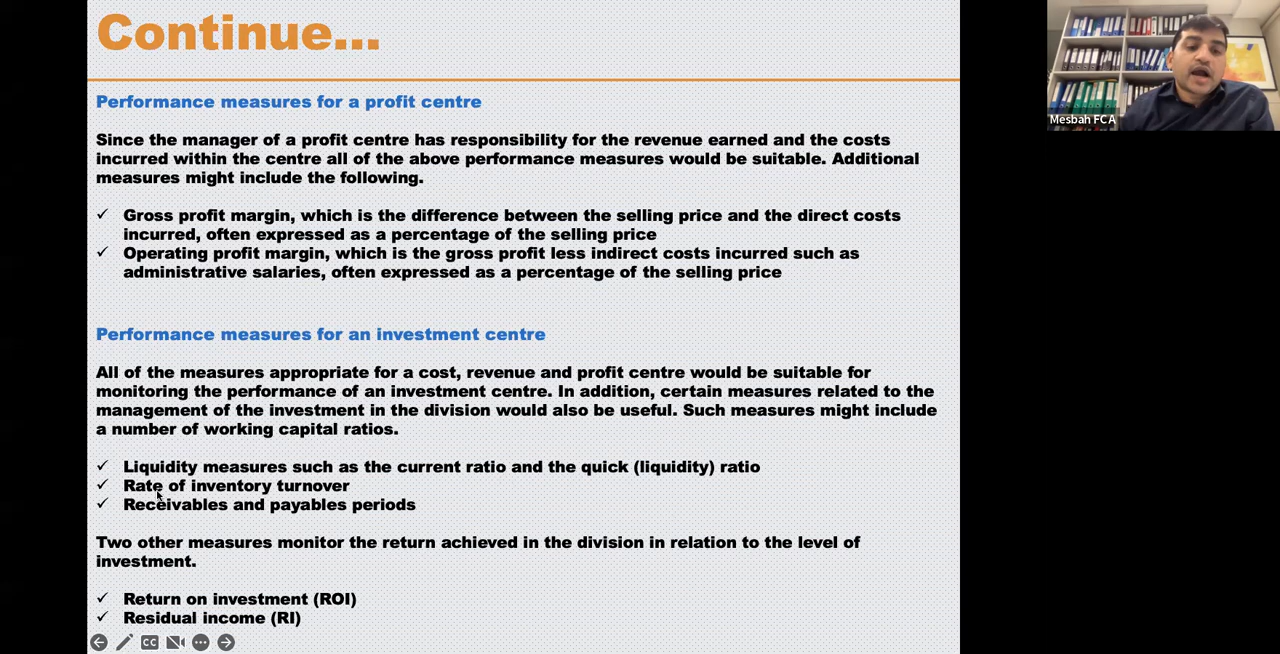 Continue...
Performance measures for a profit centre
Since the manager of a profit centre has responsibility for the revenue earned and the costs
incurred within the centre all of the above performance measures would be suitable. Additional
measures might include the following.
✓ Gross profit margin, which is the difference between the selling price and the direct costs
incurred, often expressed as a percentage of the selling price
✓ Operating profit margin, which is the gross profit less indirect costs incurred such as
administrative salaries, often expressed as a percentage of the selling price
Performance measures for an investment centre
All of the measures appropriate for a cost, revenue and profit centre would be suitable for
monitoring the performance of an investment centre. In addition, certain measures related to the
management of the investment in the division would also be useful. Such measures might include
a number of working capital ratios.
✓ Liquidity measures such as the current ratio and the quick (liquidity) ratio
✓ Rate of inventory turnover
✓ Receivables and payables periods
Two other measures monitor the return achieved in the division in relation to the level of
investment.
✓ Return on investment (ROI)
✓ Residual income (RI)
CC
Mesbah FCA